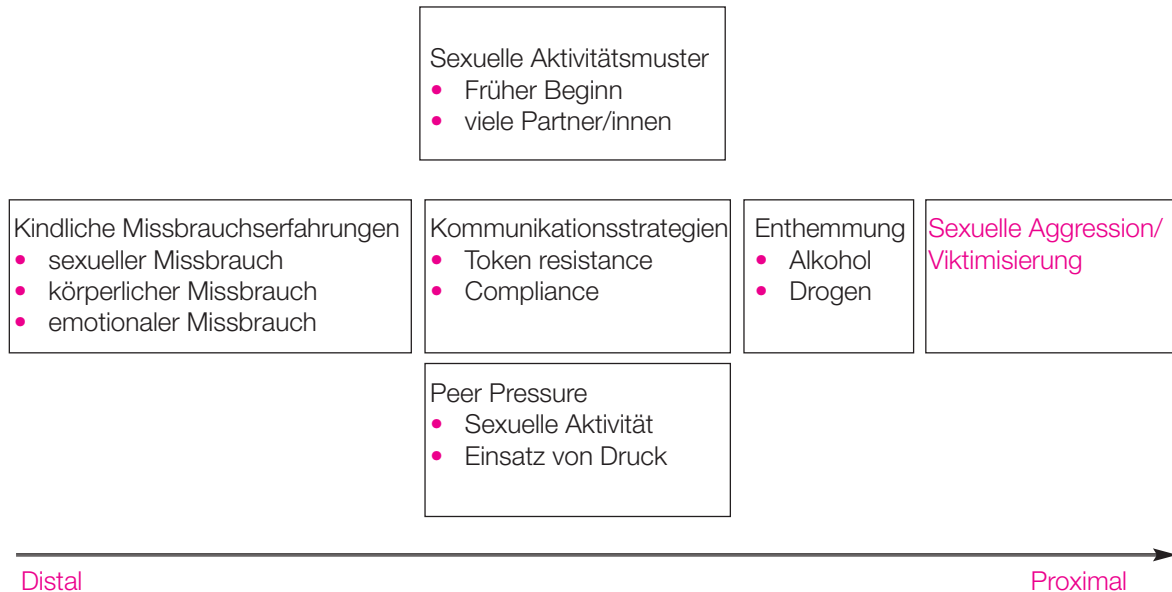 Sexuelle Aktivitätsmuster
• Früher Beginn
• viele Partner/innen
Kindliche Missbrauchserfahrungen
• sexueller Missbrauch
• körperlicher Missbrauch
• emotionaler Missbrauch
Kommunikationsstrategien
• Token resistance
• Compliance
Enthemmung
• Alkohol
• Drogen
Sexuelle Aggression/
Viktimisierung
Peer Pressure
• Sexuelle Aktivität
• Einsatz von Druck
Distal
Proximal